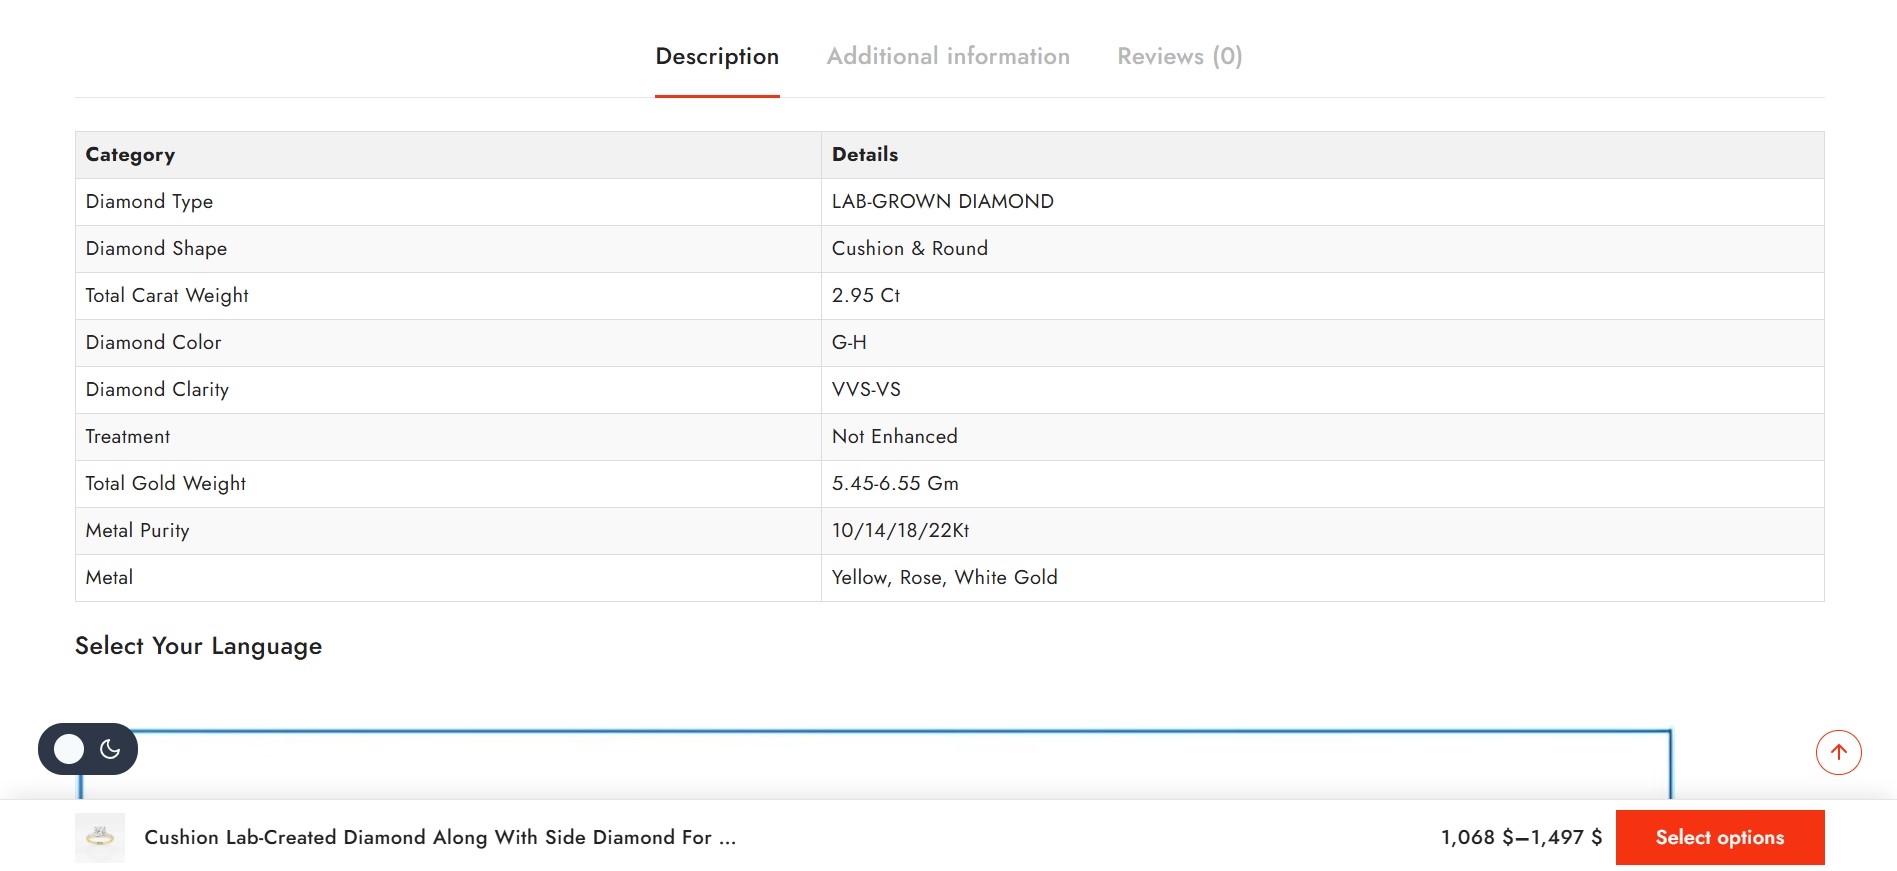 Description Additional information Reviews (0)
Category Details
Diamond Type LAB-GROWN DIAMOND
Diamond Shape Cushion & Round
Total Carat Weight 2.95 Ct
Diamond Color G-H
Diamond Clarity VVS-VS
Treatment Not Enhanced
Total Gold Weight 5.45-6.55 Gm
Metal Purity 10/14/18/22Kt
Metal Yellow, Rose, White Gold
Select Your Language
Cushion Lab-Created Diamond Along With Side Diamond For ... 1,068 $–1,497 $ Select options